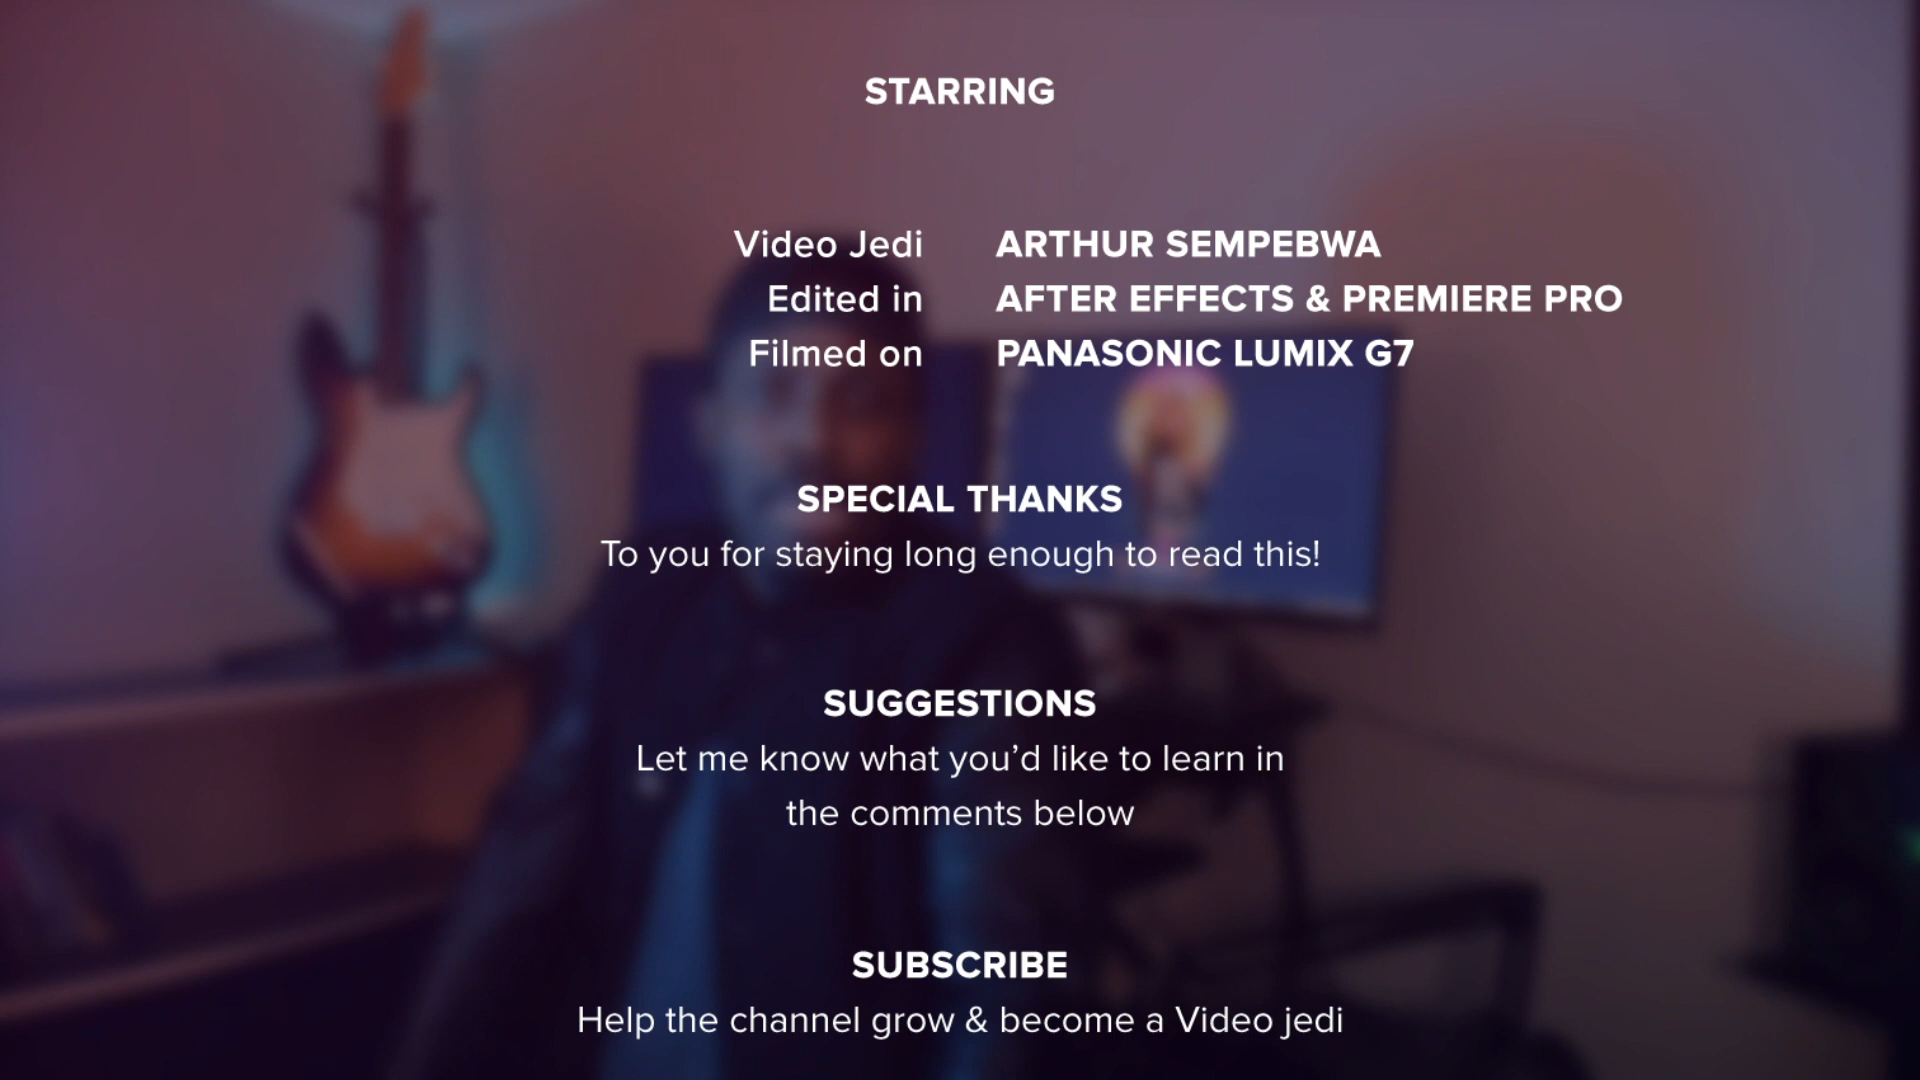 STARRING
Video Jedi ARTHUR SEMPEBWA
Edited in AFTER EFFECTS & PREMIERE PRO
Filmed on PANASONIC LUMIX G7
SPECIAL THANKS
To you for staying long enough to read this!
SUGGESTIONS
Let me know what you’d like to learn in
the comments below
SUBSCRIBE
Help the channel grow & become a Video jedi